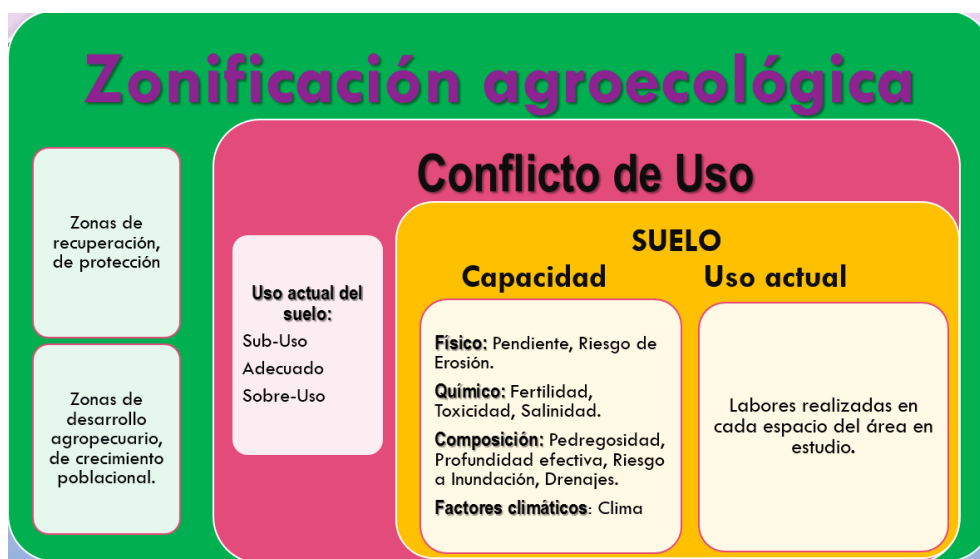 Zonificación agroecológica
Conflicto de Uso
Zonas de
recuperación,
de protección
Zonas de
desarrollo
agropecuario,
de crecimiento
poblacional.
Uso actual del
suelo:
Sub-Uso
Adecuado
Sobre-Uso
SUELO
Capacidad
Uso actual
Físico: Pendiente, Riesgo de
Erosión.
Químico: Fertilidad,
Toxicidad, Salinidad.
Composición: Pedregosidad,
Profundidad efectiva, Riesgo
a Inundación, Drenajes.
Factores climáticos: Clima
Labores realizadas en
cada espacio del área en
estudio.